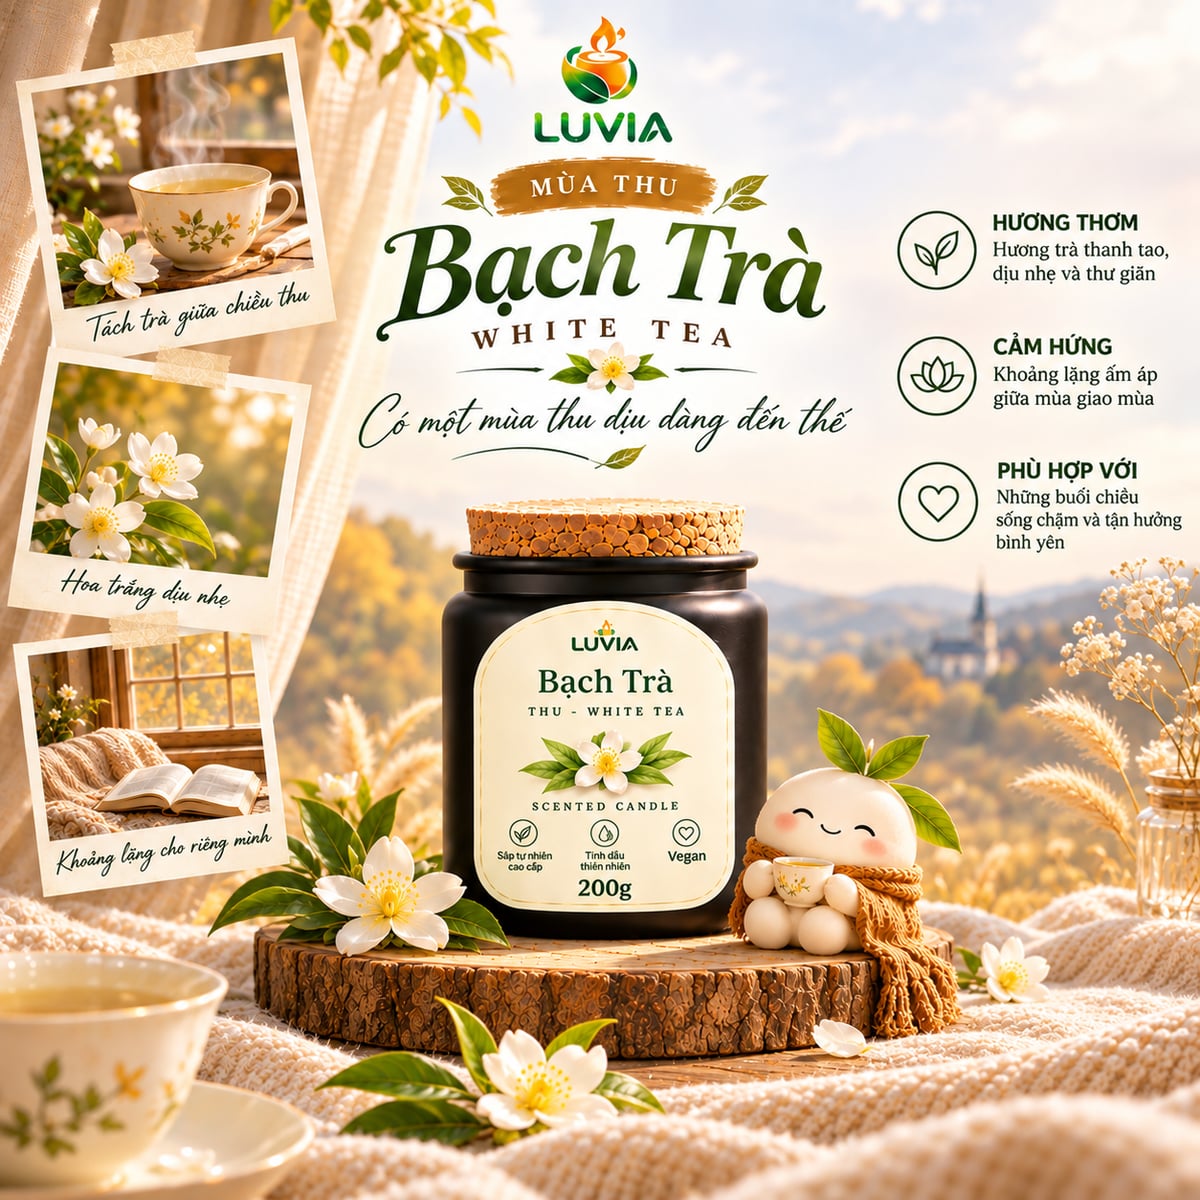 LUVIA
MÙA THU
Bạch Trà
WHITE TEA
Có một mùa thu dịu dàng đến thế
Tách trà giữa chiều thu
Hoa trắng dịu nhẹ
Khoảng lặng cho riêng mình
HƯƠNG THƠM
Hương trà thanh tao,
dịu nhẹ và thư giãn
CẢM HỨNG
Khoảng lặng ấm áp
giữa mùa giao mùa
PHÙ HỢP VỚI
Những buổi chiều
sống chậm và tận hưởng
bình yên
LUVIA
Bạch Trà
THU - WHITE TEA
SCENTED CANDLE
Sáp tự nhiên
cao cấp
Tinh dầu
thiên nhiên
Vegan
200g